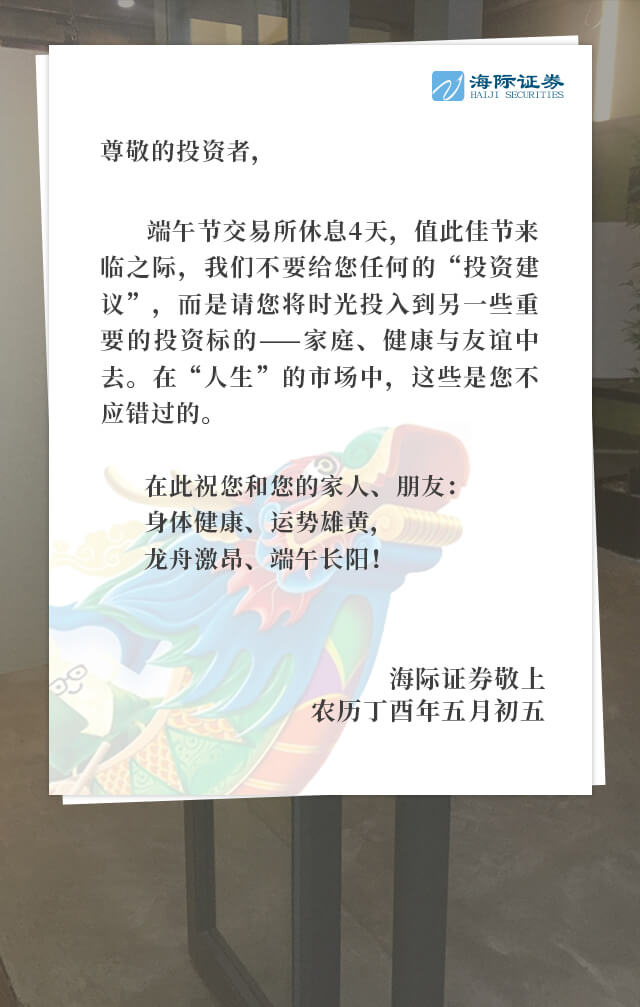 海际证券
HAIJI SECURITIES
尊敬的投资者，
端午节交易所休息4天，值此佳节来
临之际，我们不要给您任何的“投资建
议”，而是请您将时光投入到另一些重
要的投资标的——家庭、健康与友谊中
去。在“人生”的市场中，这些是您不
应错过的。
在此祝您和您的家人、朋友：
身体健康、运势雄黄，
龙舟激昂、端午长阳！
海际证券敬上
农历丁酉年五月初五